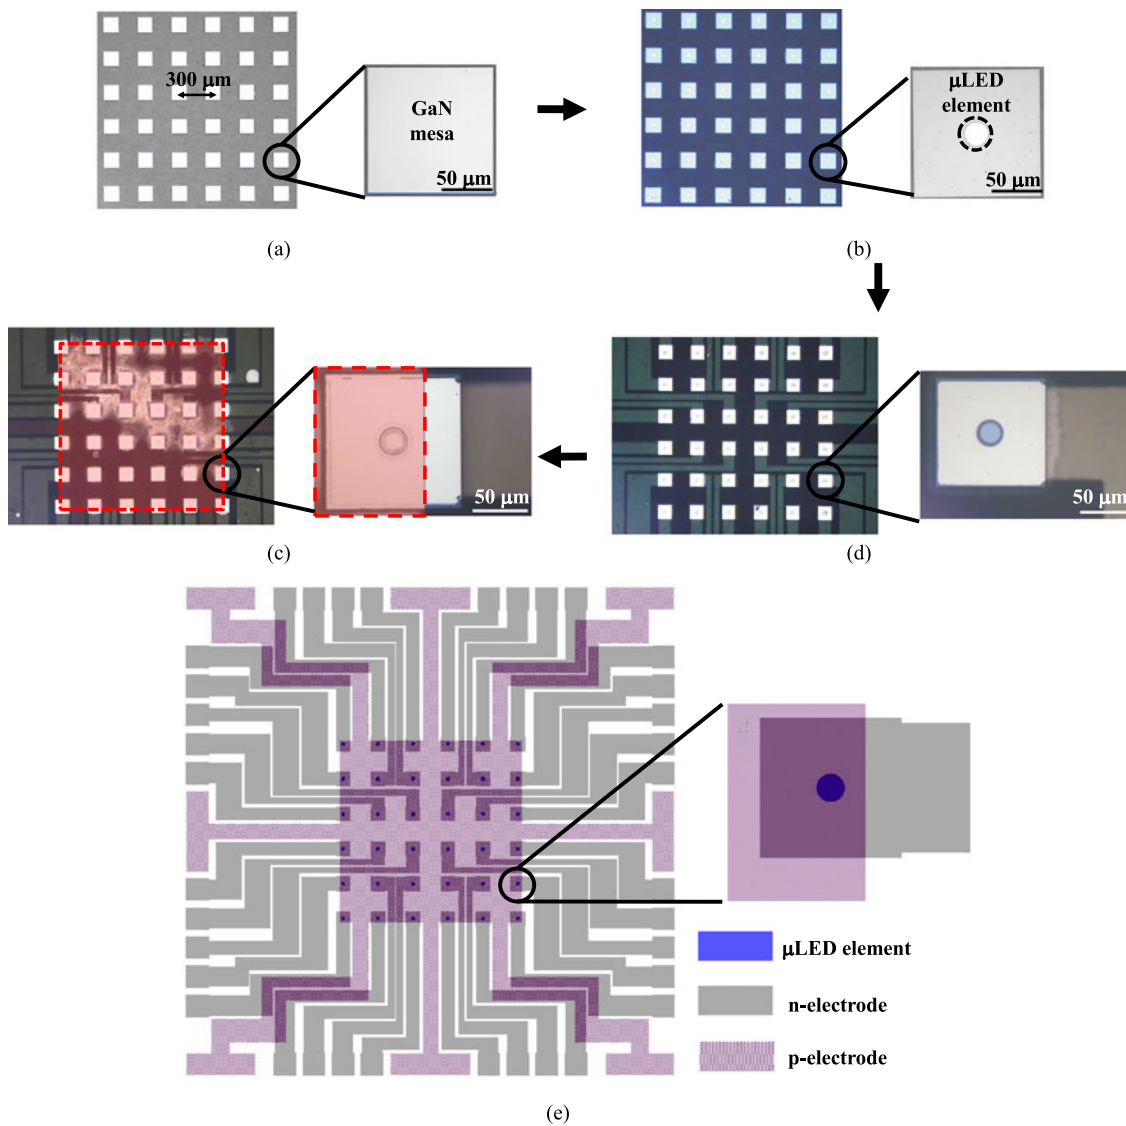 300 μm
GaN
mesa
50 μm
(a)
μLED
element
50 μm
(b)
50 μm
(c)
50 μm
(d)
μLED element
n-electrode
p-electrode
(e)